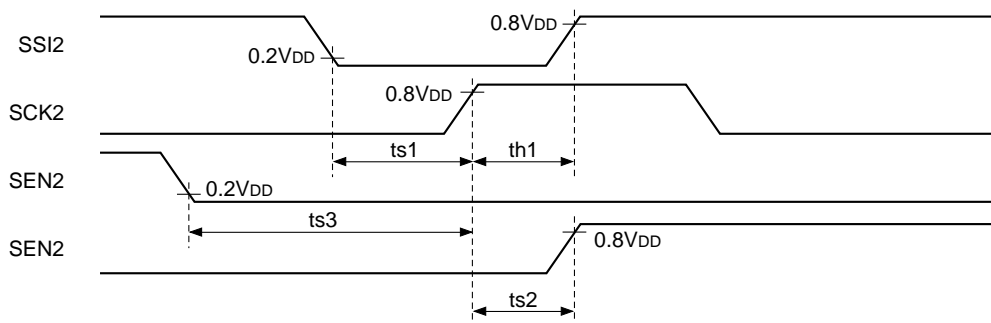 SSI2
0.8VDD
0.2VDD
SCK2
0.8VDD
ts1
th1
SEN2
0.2VDD
ts3
SEN2
0.8VDD
ts2